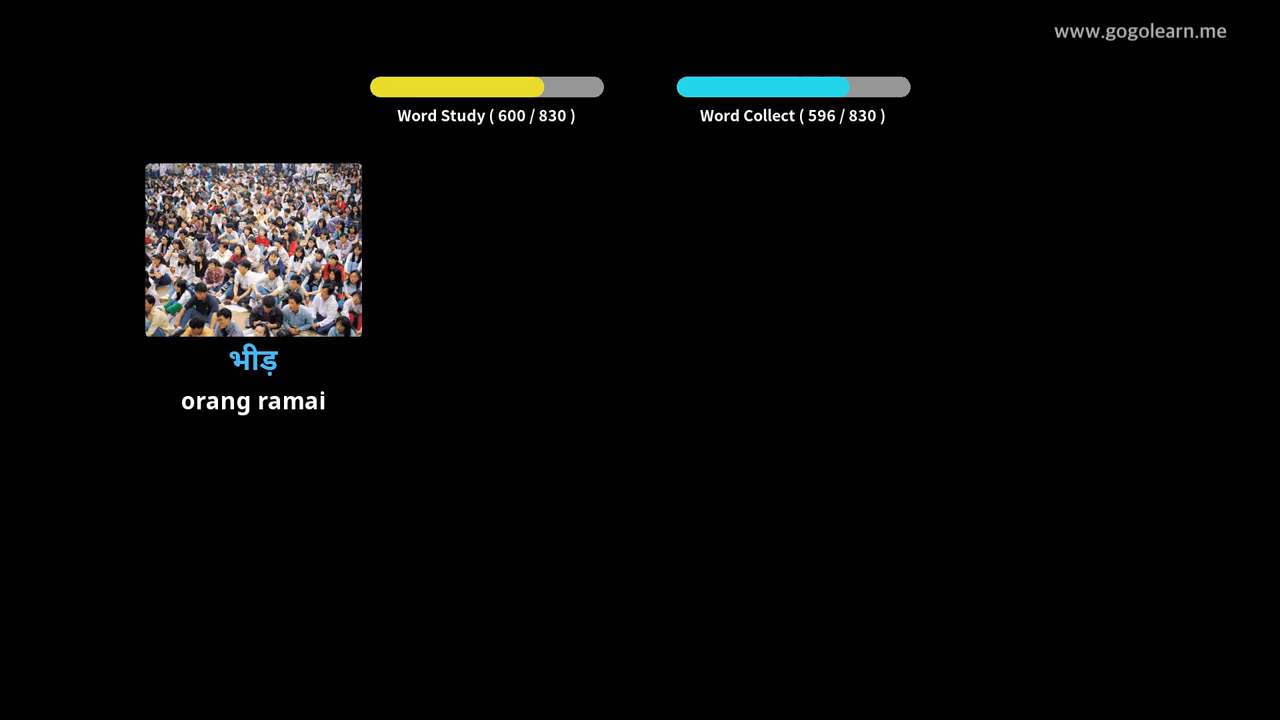 www.gogolearn.me
Word Study ( 600 / 830 )
Word Collect ( 596 / 830 )
भीड़
orang ramai